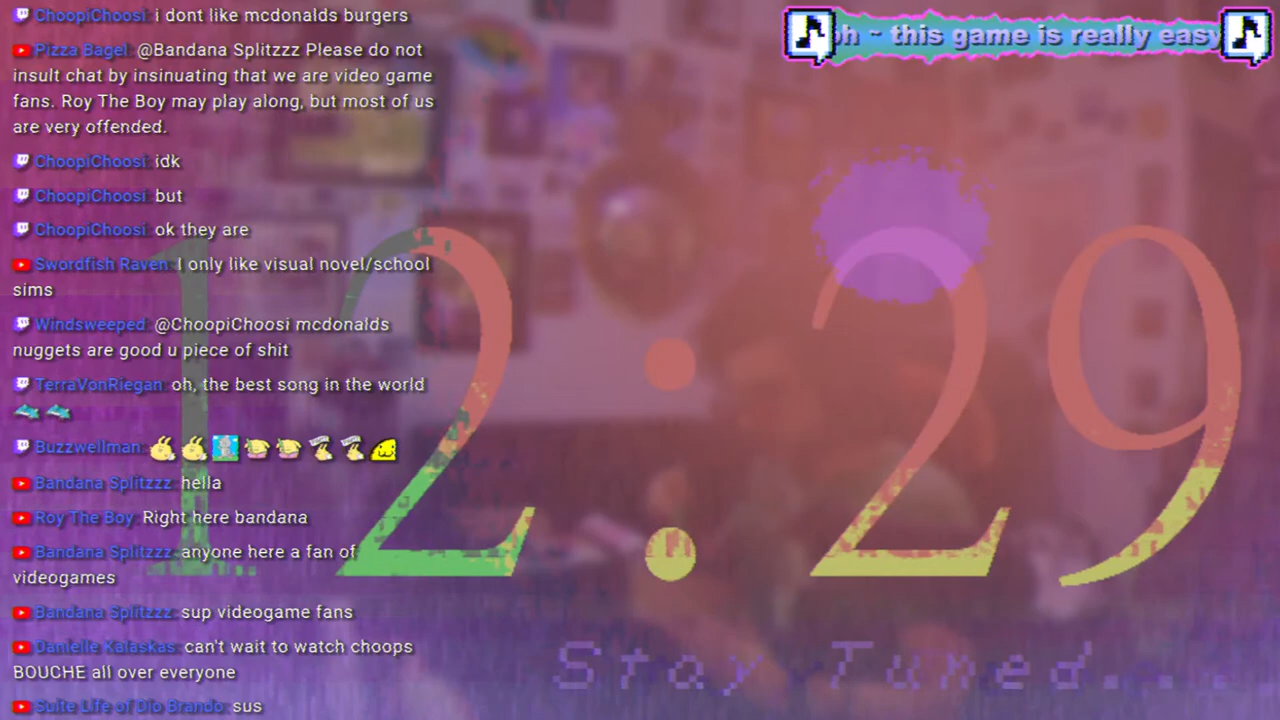 ChoopiChoosi: i dont like mcdonalds burgers
Pizza Bagel: @Bandana Splitzzz Please do not
insult chat by insinuating that we are video game
fans. Roy The Boy may play along, but most of us
are very offended.
ChoopiChoosi: idk
ChoopiChoosi: but
ChoopiChoosi: ok they are
Swordfish Raven: I only like visual novel/school
sims
Windsweeped: @ChoopiChoosi mcdonalds
nuggets are good u piece of shit
TerraVonRiegan: oh, the best song in the world
Buzzwellman:
Bandana Splitzzz: hella
Roy The Boy: Right here bandana
Bandana Splitzzz: anyone here a fan of
videogames
Bandana Splitzzz: sup videogame fans
Danielle Kalaskas: can't wait to watch choops
BOUCHE all over everyone
Suite Life of Dio Brando: sus
oh ~ this game is really easy
12:29
Stay Tuned...